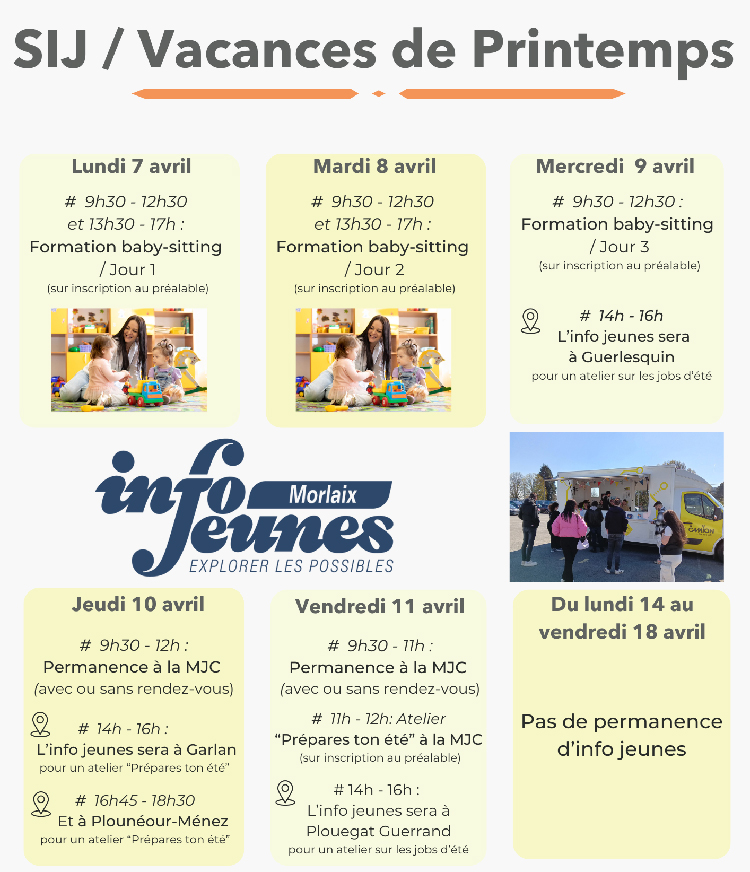 SIJ / Vacances de Printemps
Lundi 7 avril
# 9h30 - 12h30
et 13h30 - 17h :
Formation baby-sitting
/ Jour 1
(sur inscription au préalable)
Mardi 8 avril
# 9h30 - 12h30
et 13h30 - 17h :
Formation baby-sitting
/ Jour 2
(sur inscription au préalable)
Mercredi 9 avril
# 9h30 - 12h30 :
Formation baby-sitting
/ Jour 3
(sur inscription au préalable)
# 14h - 16h
L'info jeunes sera
à Guerlesquin
pour un atelier sur les jobs d'été
info
Morlaix
Jeunes
EXPLORER LES POSSIBLES
CAMION
Jeudi 10 avril
# 9h30 - 12h :
Permanence à la MJC
(avec ou sans rendez-vous)
# 14h - 16h :
L'info jeunes sera à Garlan
pour un atelier "Prépares ton été"
# 16h45 - 18h30
Et à Plounéour-Ménez
pour un atelier "Prépares ton été"
Vendredi 11 avril
# 9h30 - 11h :
Permanence à la MJC
(avec ou sans rendez-vous)
# 11h - 12h: Atelier
"Prépares ton été" à la MJC
(sur inscription au préalable)
#14h - 16h :
L'info jeunes sera à
Plouegat Guerrand
pour un atelier sur les jobs d'été
Du lundi 14 au
vendredi 18 avril
Pas de permanence
d'info jeunes